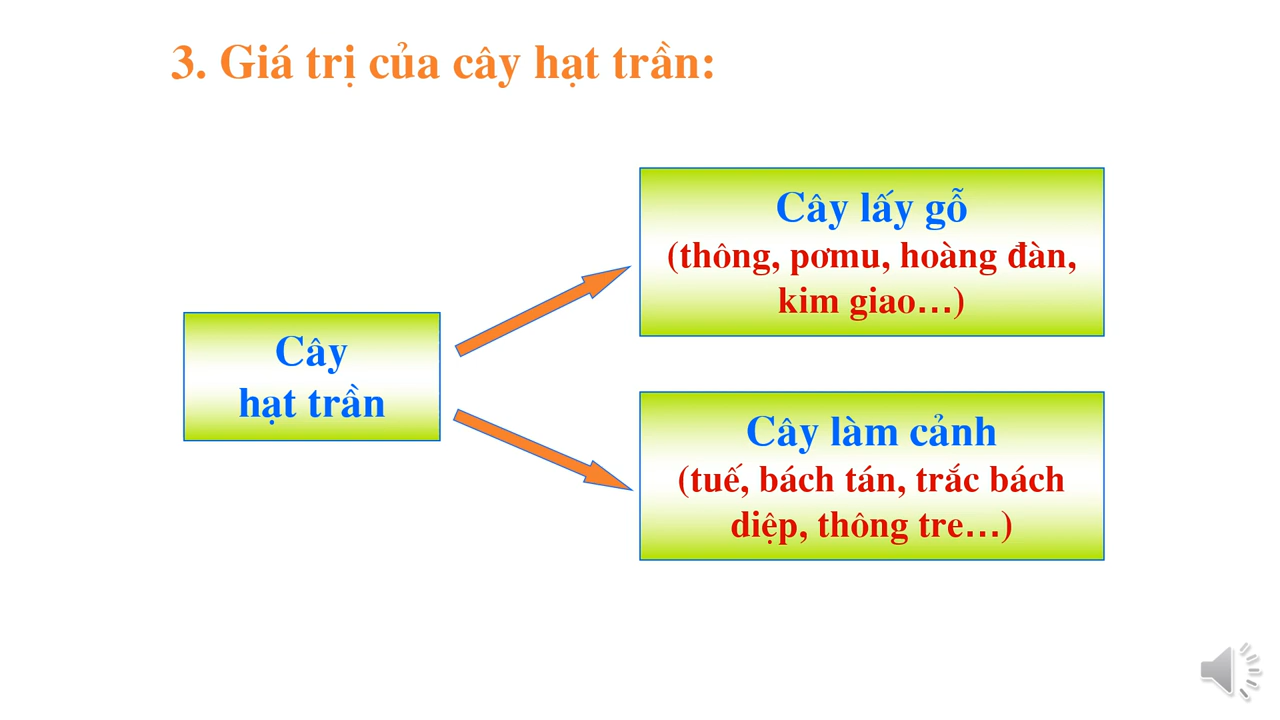 3. Giá trị của cây hạt trần:
Cây lấy gỗ
(thông, pơmu, hoàng đàn,
kim giao...)
Cây
hạt trần
Cây làm cảnh
(tuế, bách tán, trắc bách
diệp, thông tre...)